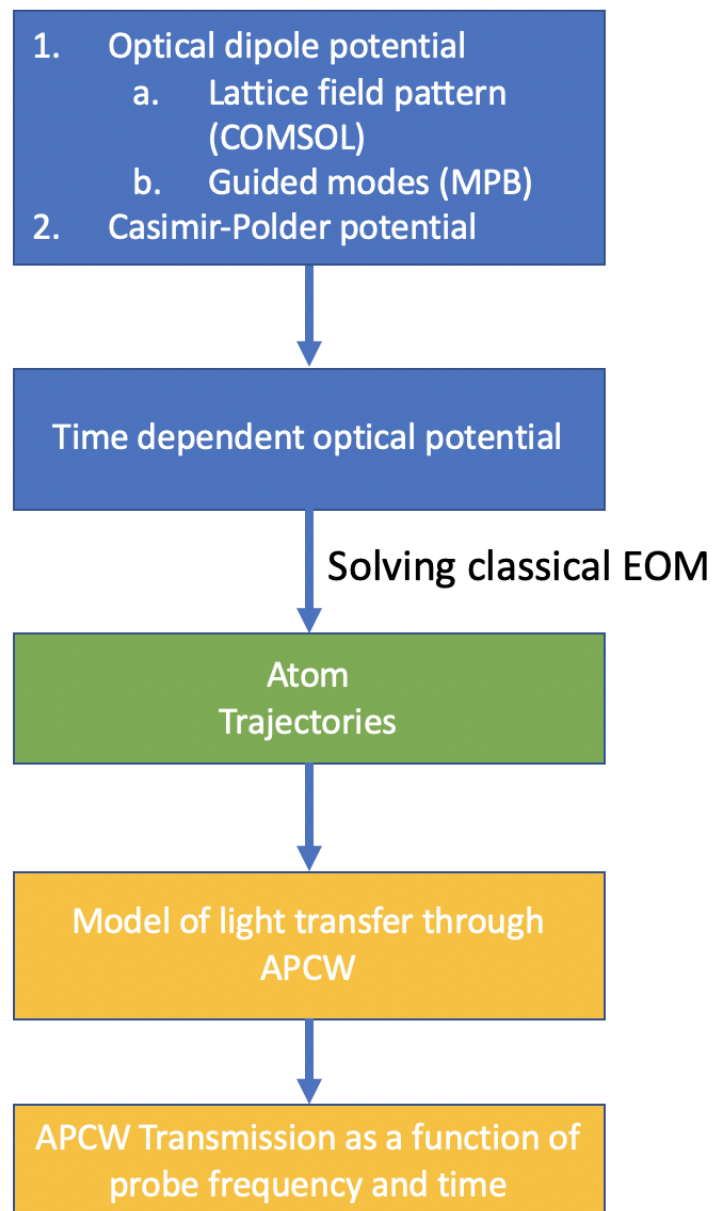 1. Optical dipole potential
a. Lattice field pattern
(COMSOL)
b. Guided modes (MPB)
2. Casimir-Polder potential
Time dependent optical potential
Solving classical EOM
Atom
Trajectories
Model of light transfer through
APCW
APCW Transmission as a function of
probe frequency and time